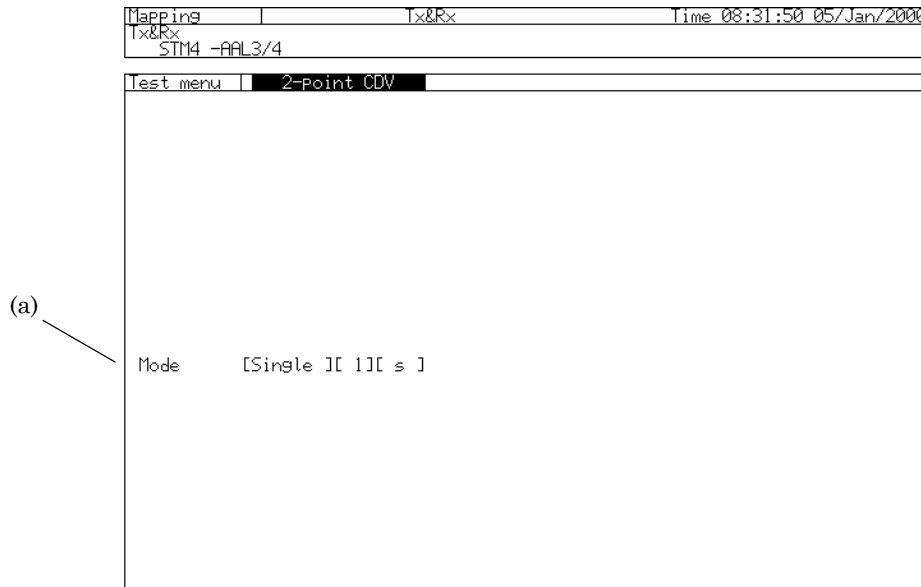 Mapping Tx&Rx Time 08:31:50 05/Jan/2000
Tx&Rx
STM4 -AAL3/4
Test menu 2-point CDV
(a)
Mode [Single ][ 1][ s ]